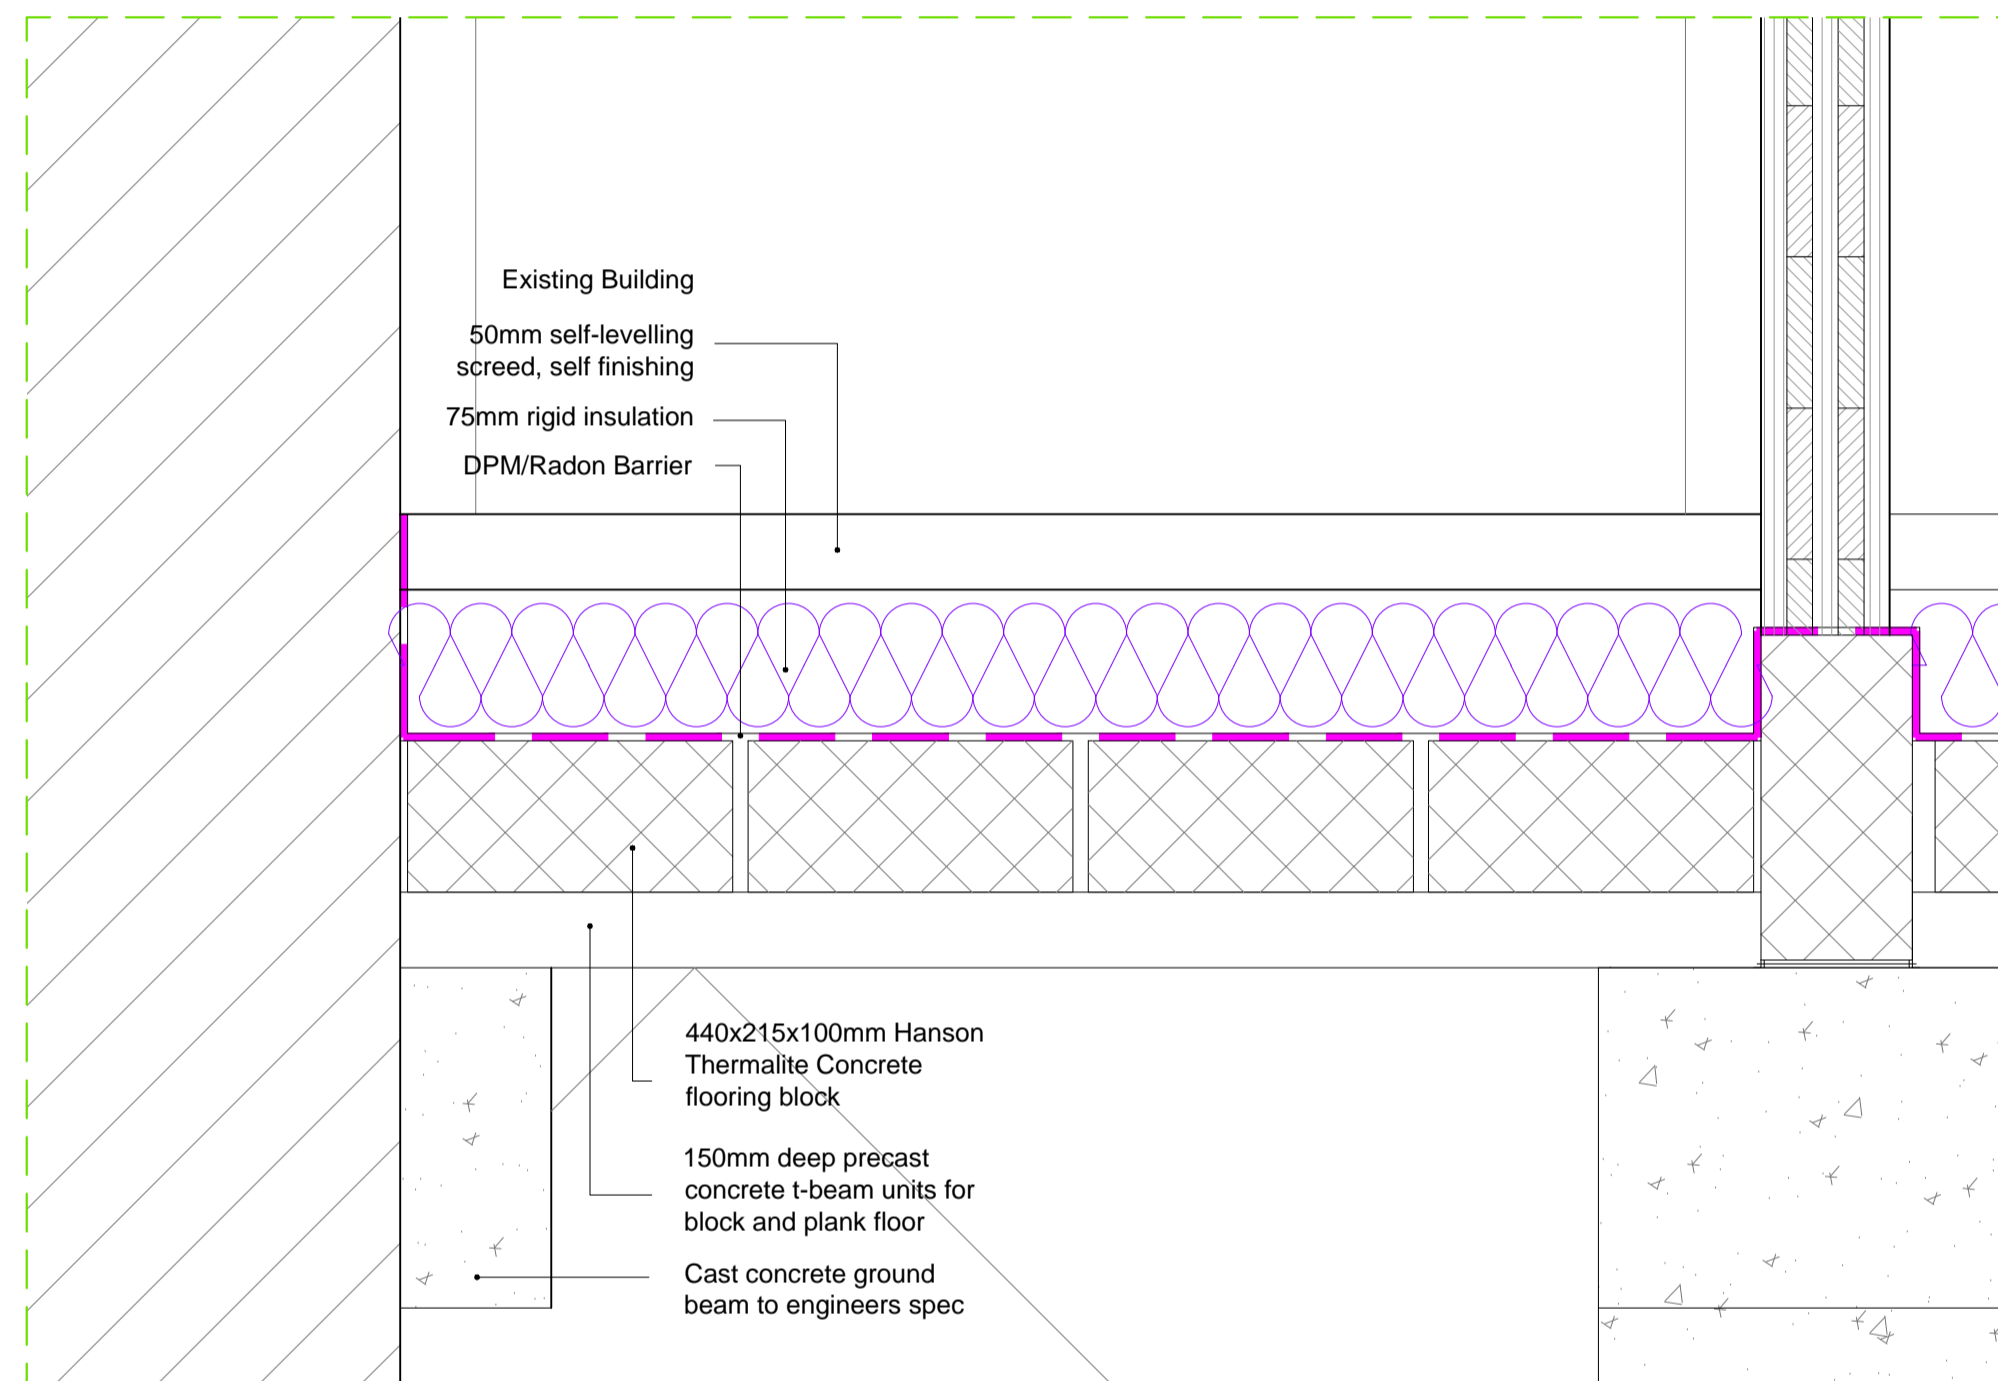 Existing Building
50mm self-levelling
screed, self finishing
75mm rigid insulation
DPM/Radon Barrier
440x215x100mm Hanson
Thermalite Concrete
flooring block
150mm deep precast
concrete t-beam units for
block and plank floor
Cast concrete ground
beam to engineers spec